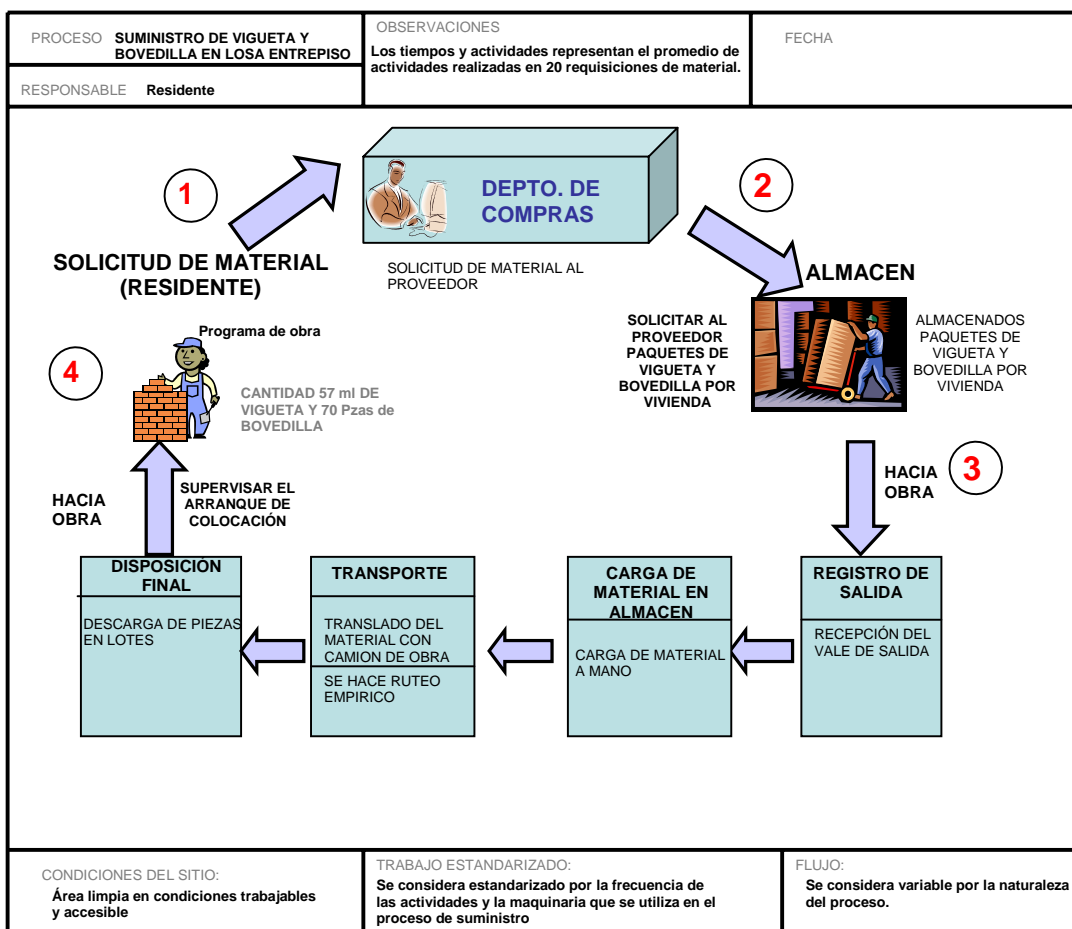 PROCESO SUMINISTRO DE VIGUETA Y
BOVEDILLA EN LOSA ENTREPISO
RESPONSABLE Residente
OBSERVACIONES
Los tiempos y actividades representan el promedio de
actividades realizadas en 20 requisiciones de material.
FECHA
1
DEPTO. DE
COMPRAS
2
SOLICITUD DE MATERIAL
(RESIDENTE)
SOLICITUD DE MATERIAL AL
PROVEEDOR
ALMACEN
SOLICITAR AL
PROVEEDOR
PAQUETES DE
VIGUETA Y
BOVEDILLA POR
VIVIENDA
ALMACENADOS
PAQUETES DE
VIGUETA Y
BOVEDILLA POR
VIVIENDA
Programa de obra
4
CANTIDAD 57 ml DE
VIGUETA Y 70 Pzas de
BOVEDILLA
HACIA
OBRA
3
HACIA
OBRA
SUPERVISAR EL
ARRANQUE DE
COLOCACIÓN
DISPOSICIÓN
FINAL
DESCARGA DE PIEZAS
EN LOTES
TRANSPORTE
TRANSLADO DEL
MATERIAL CON
CAMION DE OBRA
SE HACE RUTEO
EMPIRICO
CARGA DE
MATERIAL EN
ALMACEN
CARGA DE MATERIAL
A MANO
REGISTRO DE
SALIDA
RECEPCIÓN DEL
VALE DE SALIDA
CONDICIONES DEL SITIO:
Área limpia en condiciones trabajables
y accesible
TRABAJO ESTANDARIZADO:
Se considera estandarizado por la frecuencia de
las actividades y la maquinaria que se utiliza en el
proceso de suministro
FLUJO:
Se considera variable por la naturaleza
del proceso.